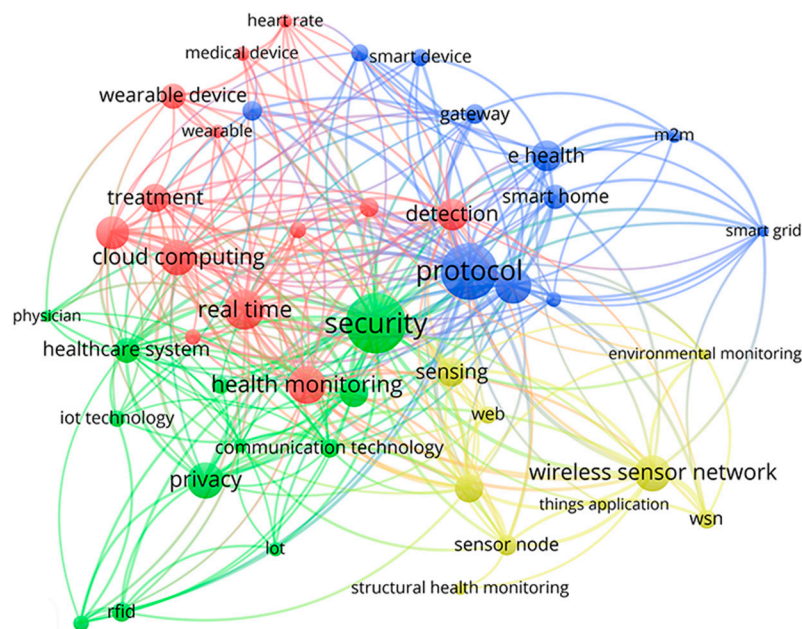 heart rate
medical device
smart device
wearable device
gateway
wearable
m2m
e health
treatment
smart home
detection
smart grid
cloud computing
protocol
real time
physician
security
healthcare system
environmental monitoring
sensing
health monitoring
web
iot technology
communication technology
wireless sensor network
privacy
things application
wsn
sensor node
lot
structural health monitoring
rfid